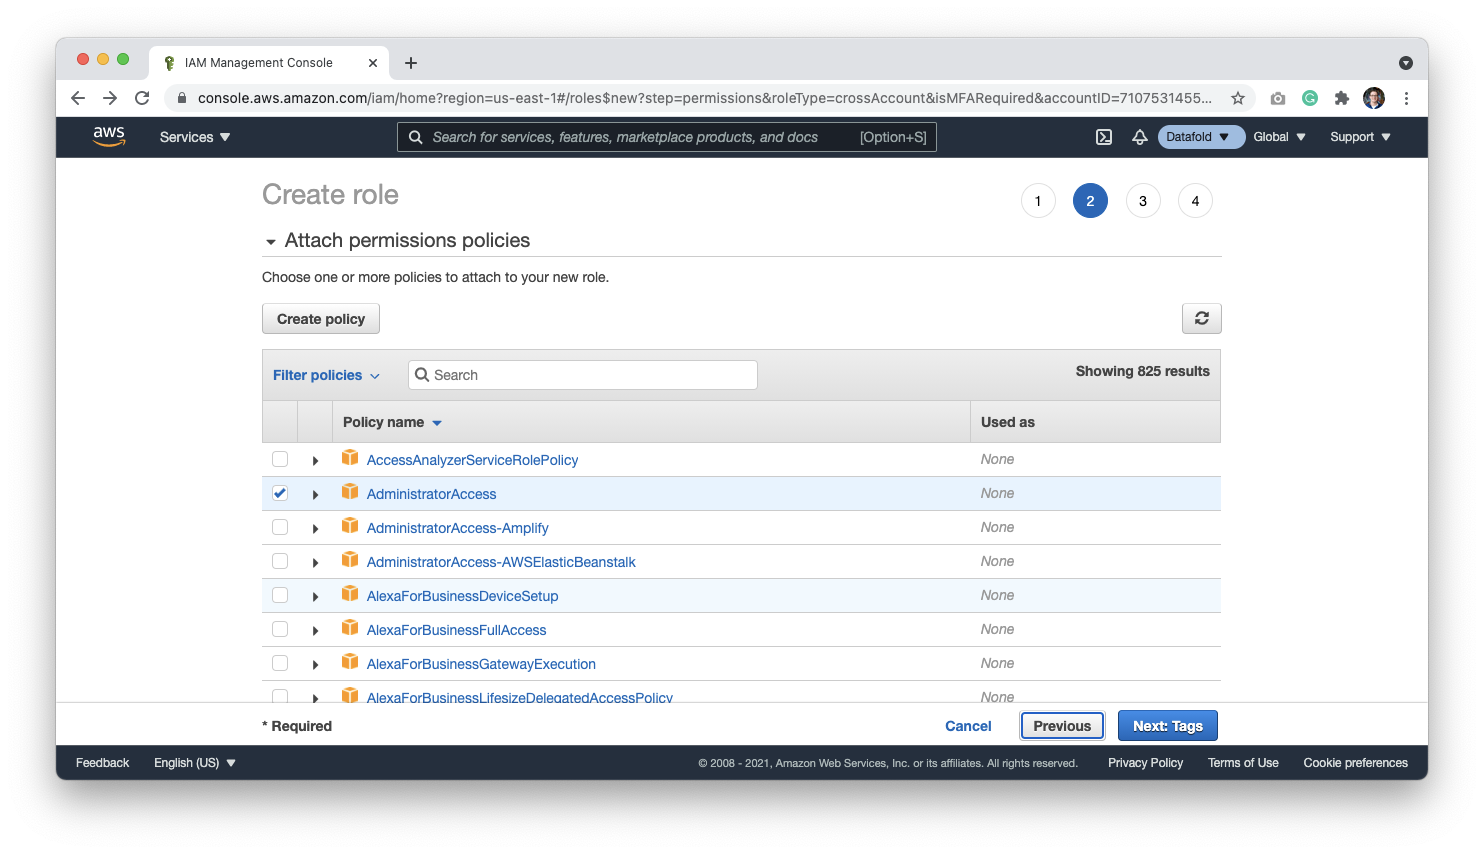 IAM Management Console
console.aws.amazon.com/iam/home?region=us-east-1#/roles$new?step=permissions&roleType=crossAccount&isMFARequired&accountID=7107531455...
aws Services Search for services, features, marketplace products, and docs [Option+S] Datafold Global Support
Create role 1 2 3 4
Attach permissions policies
Choose one or more policies to attach to your new role.
Create policy
Filter policies Search Showing 825 results
Policy name Used as
AccessAnalyzerServiceRolePolicy None
AdministratorAccess None
AdministratorAccess-Amplify None
AdministratorAccess-AWSElasticBeanstalk None
AlexaForBusinessDeviceSetup None
AlexaForBusinessFullAccess None
AlexaForBusinessGatewayExecution None
AlexaForBusinessLifesizeDelegatedAccessPolicy None
* Required Cancel Previous Next: Tags
Feedback English (US) © 2008 - 2021, Amazon Web Services, Inc. or its affiliates. All rights reserved. Privacy Policy Terms of Use Cookie preferences